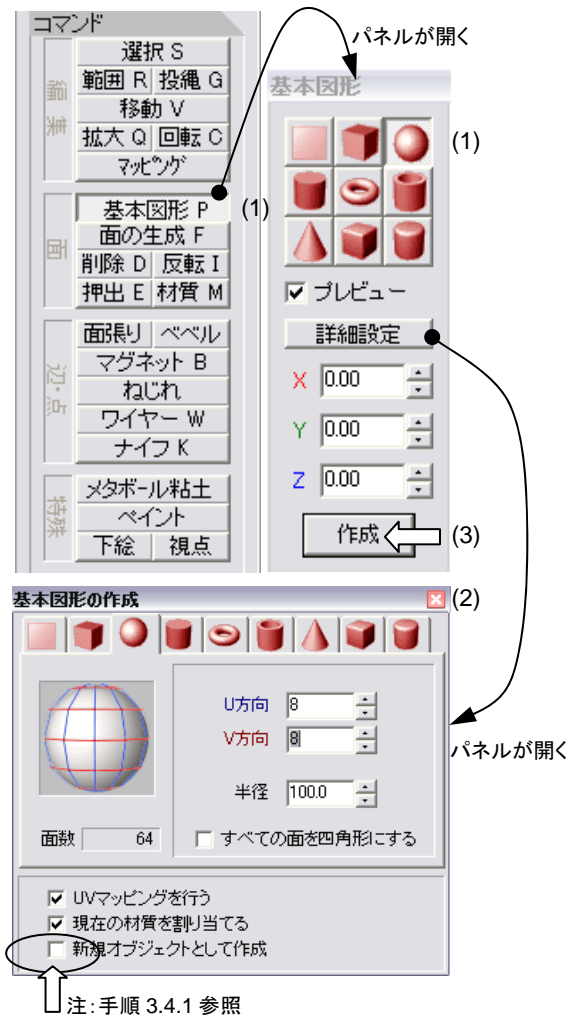 コマンド
編集
選択 S
範囲 R 投縄 G
移動 V
拡大 Q 回転 C
マッピング
面
基本図形 P
(1)
面の生成 F
削除 D 反転 I
押出 E 材質 M
辺・点
面張り ベベル
マグネット B
ねじれ
ワイヤー W
ナイフ K
特殊
メタボール粘土
ペイント
下絵 視点
パネルが開く
基本図形
(1)
プレビュー
詳細設定
X 0.00
Y 0.00
Z 0.00
作成
(3)
基本図形の作成
(2)
U方向 8
V方向 8
半径 100.0
面数 64
すべての面を四角形にする
パネルが開く
UVマッピングを行う
現在の材質を割り当てる
新規オブジェクトとして作成
注：手順 3.4.1 参照